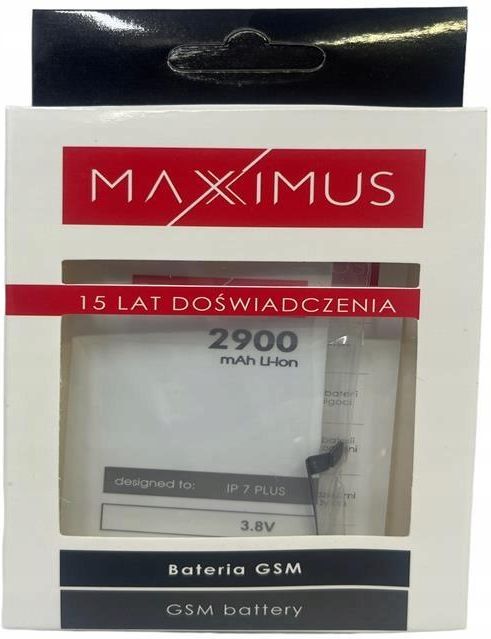 MAXXIMUS
15 LAT DOŚWIADCZENIA
2900
mAh Li-Ion
designed to: IP 7 PLUS
3.8V
Bateria GSM
GSM battery